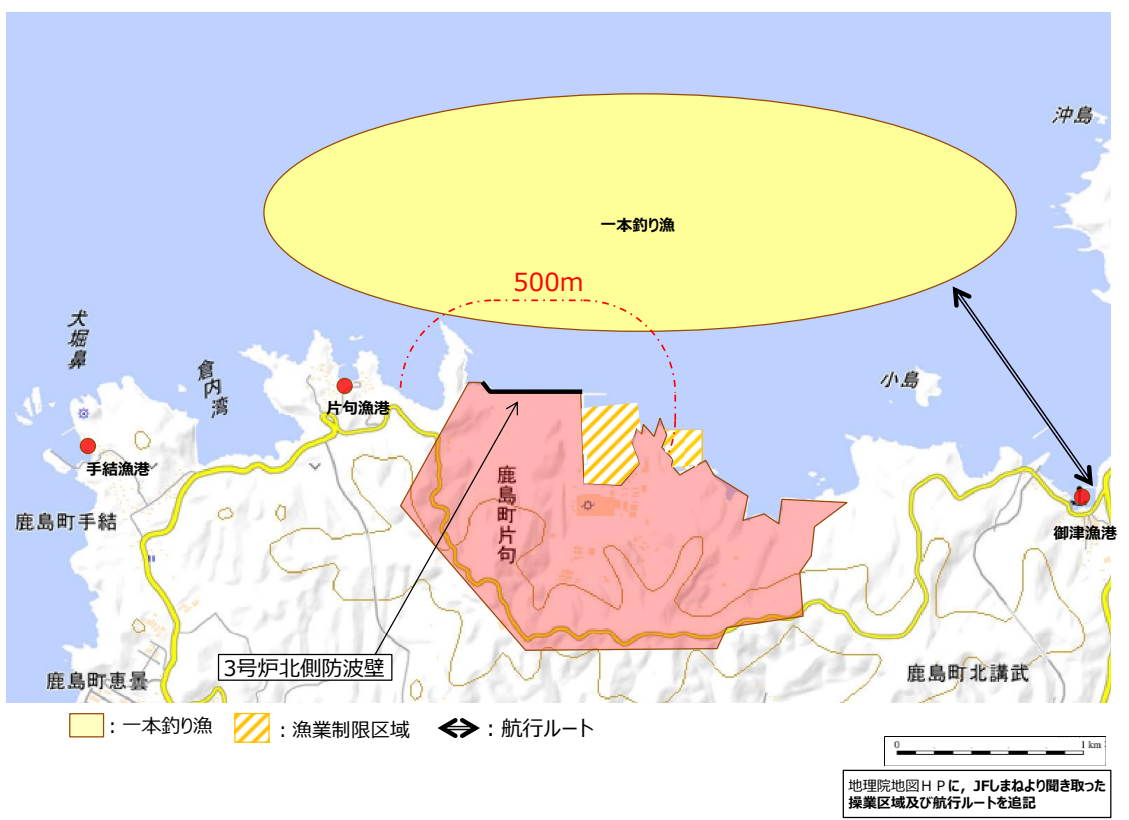 沖島
一本釣り漁
500m
犬堀鼻
倉内湾
小島
片句漁港
手結漁港
鹿島町片句
鹿島町手結
御津漁港
3号炉北側防波壁
鹿島町恵曇
鹿島町北講武
：一本釣り漁
：漁業制限区域
：航行ルート
0 1 km
地理院地図ＨＰに，JFしまねより聞き取った
操業区域及び航行ルートを追記